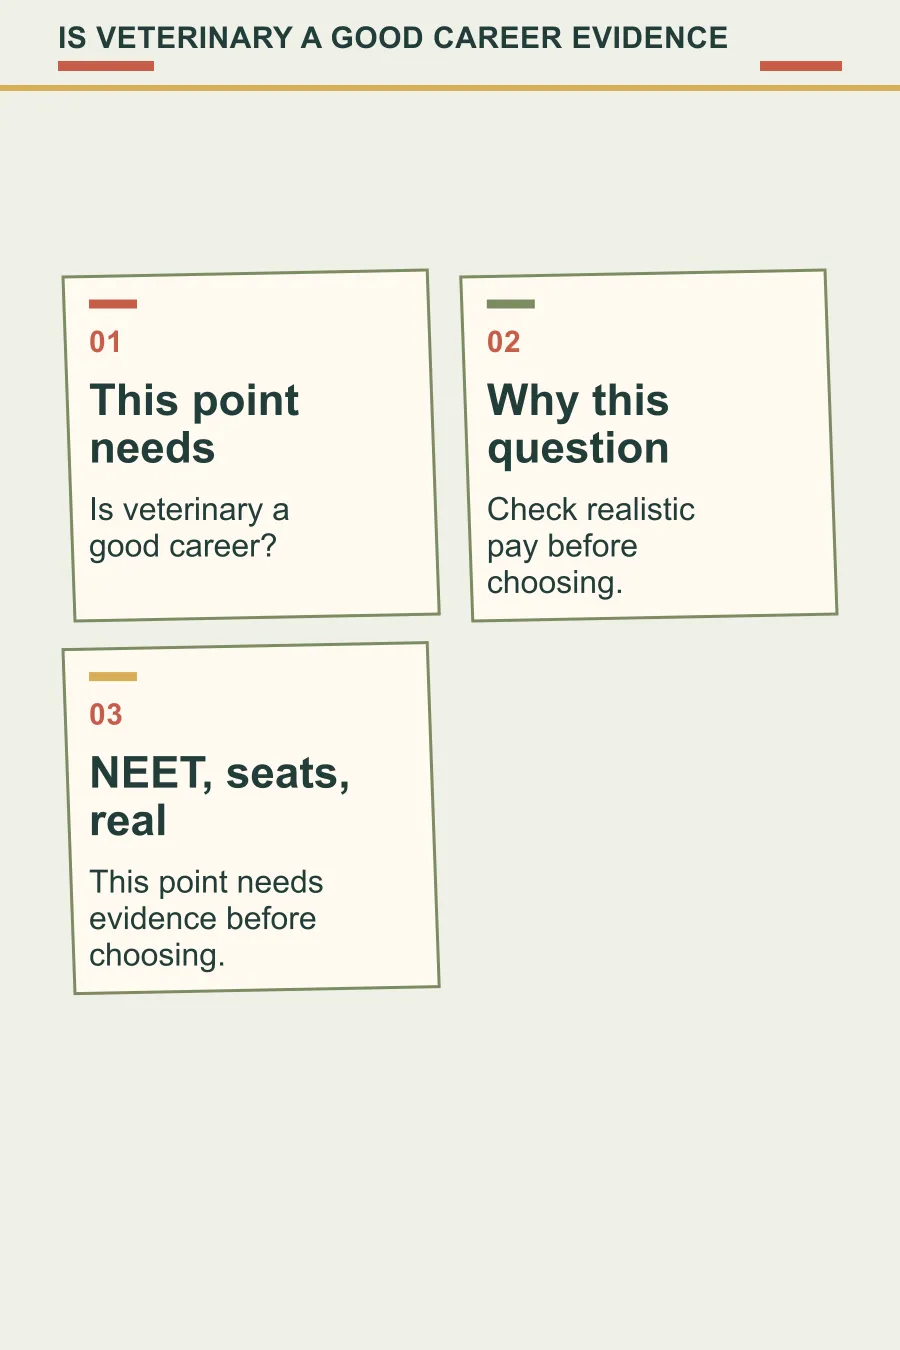 IS VETERINARY A GOOD CAREER EVIDENCE
01
This point
needs
Is veterinary a
good career?
02
Why this
question
Check realistic
pay before
choosing.
03
NEET, seats,
real
This point needs
evidence before
choosing.